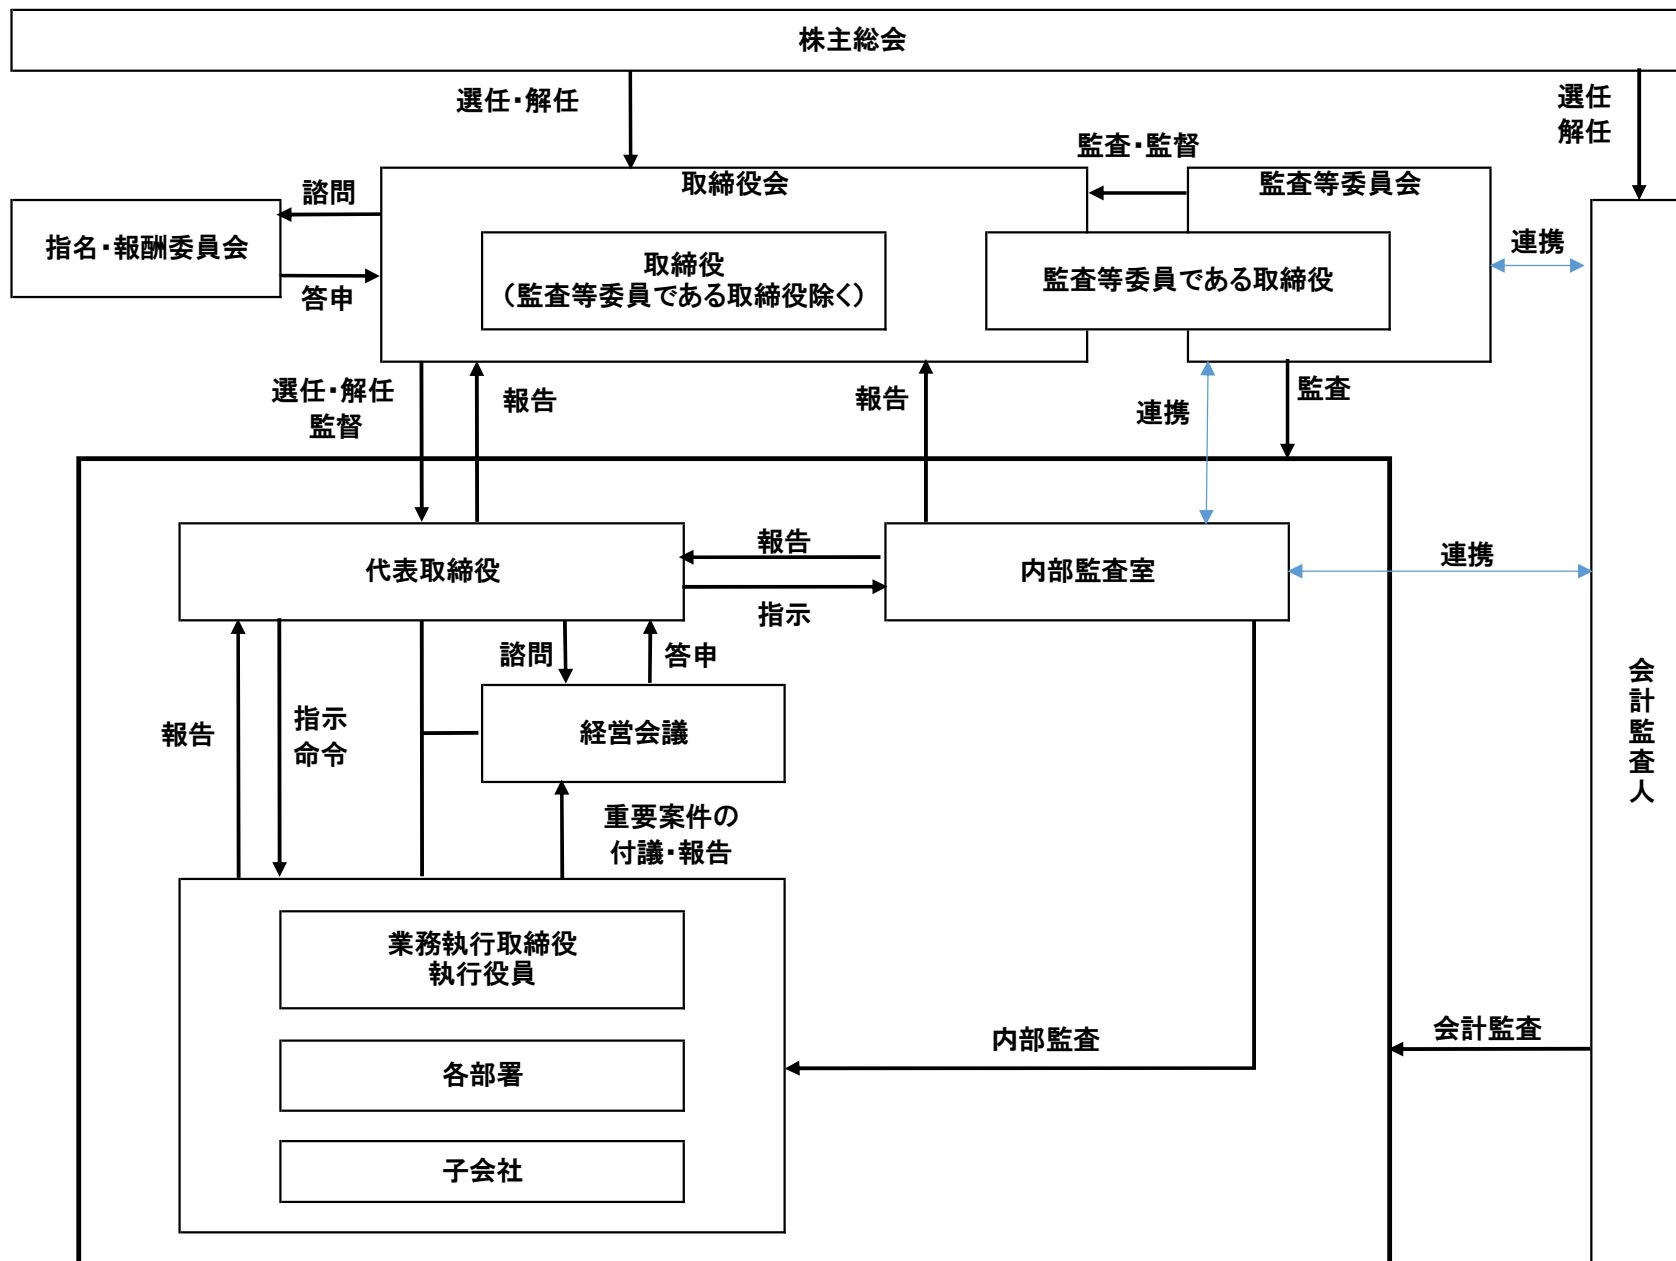 株主総会
選任・解任
選任
解任
監査・監督
取締役会
監査等委員会
諮問
指名・報酬委員会
答申
取締役
（監査等委員である取締役除く）
監査等委員である取締役
連携
選任・解任
監督
報告
報告
連携
監査
代表取締役
報告
指示
内部監査室
連携
諮問
答申
報告
指示
命令
経営会議
会計監査人
重要案件の
付議・報告
業務執行取締役
執行役員
内部監査
会計監査
各部署
子会社